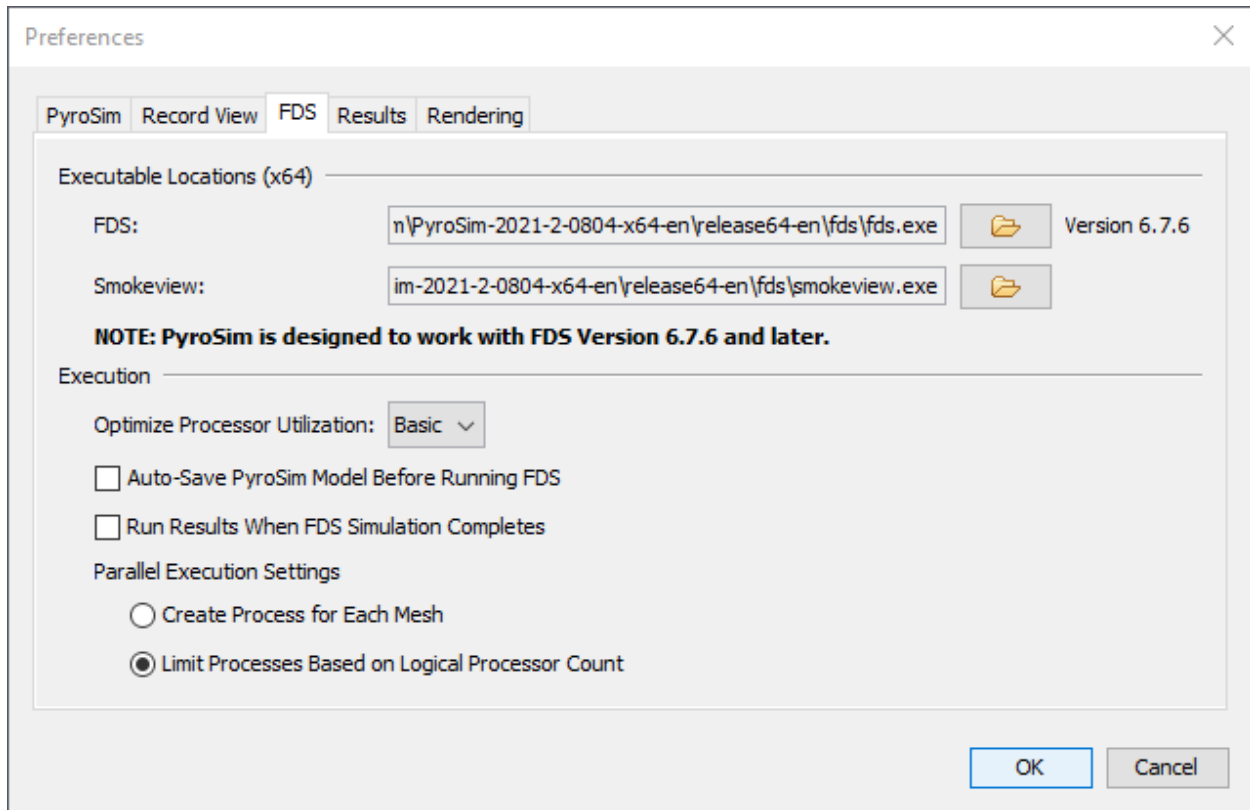 Preferences
PyroSim Record View FDS Results Rendering
Executable Locations (x64)
FDS: n\PyroSim-2021-2-0804-x64-en\release64-en\fds\fds.exe Version 6.7.6
Smokeview: im-2021-2-0804-x64-en\release64-en\fds\smokeview.exe
NOTE: PyroSim is designed to work with FDS Version 6.7.6 and later.
Execution
Optimize Processor Utilization: Basic
Auto-Save PyroSim Model Before Running FDS
Run Results When FDS Simulation Completes
Parallel Execution Settings
Create Process for Each Mesh
Limit Processes Based on Logical Processor Count
OK Cancel